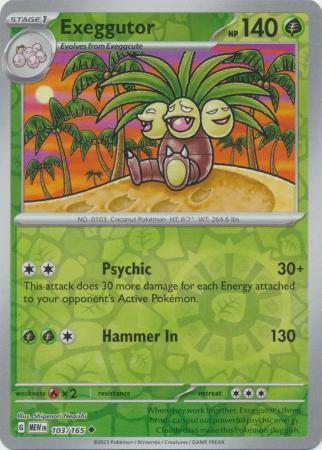 STAGE 1
Exeggutor
HP 140
Evolves from Exeggcute
NO. 0103 Coconut Pokémon HT: 6'7" WT: 264.6 lbs.
Psychic 30+
This attack does 30 more damage for each Energy attached
to your opponent's Active Pokémon.
Hammer In 130
weakness ×2 resistance retreat
Illus. Shigenori Negishi
G MEW EN 103/165
When they work together, Exeggutor's three
heads can put out powerful psychic energy.
Cloudy days make this Pokémon sluggish.
©2023 Pokémon / Nintendo / Creatures / GAME FREAK